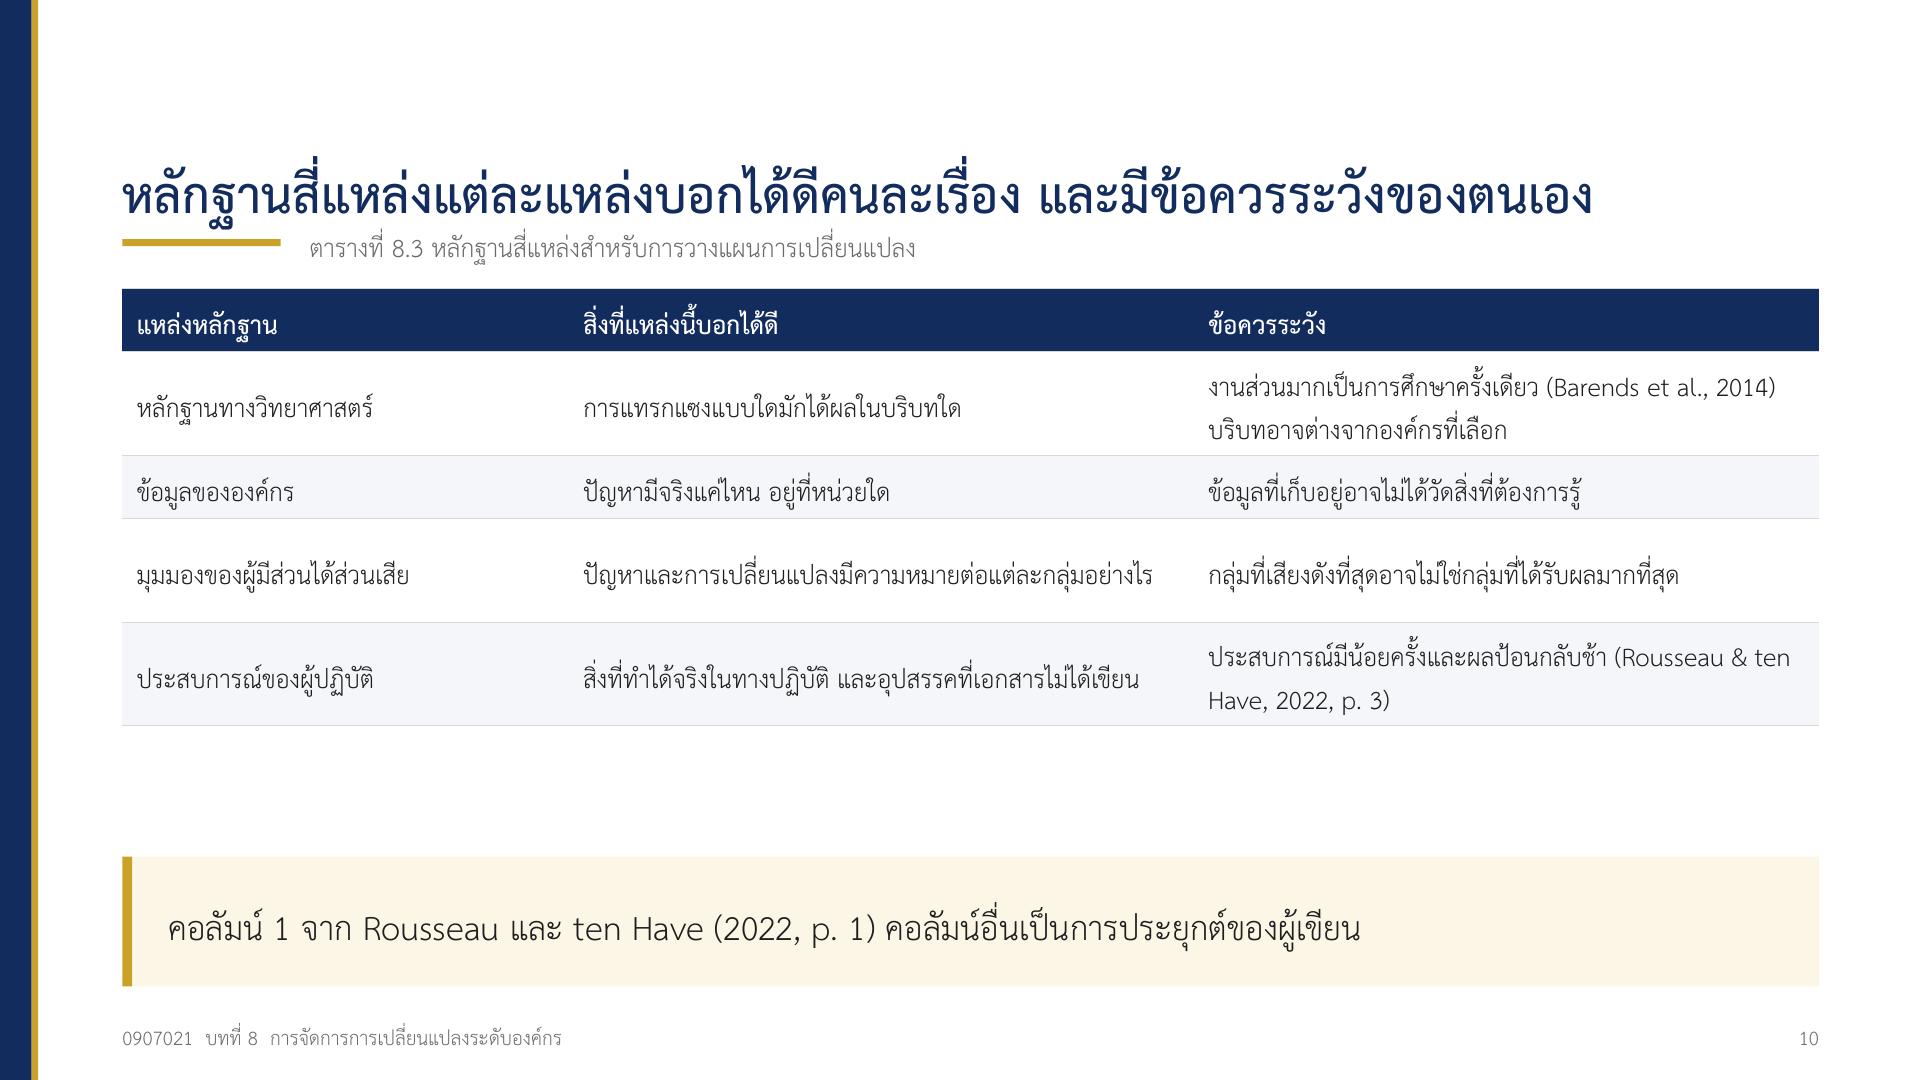 หลักฐานสี่แหล่งแต่ละแหล่งบอกได้ดีคนละเรื่อง และมีข้อควรระวังของตนเอง
ตารางที่ 8.3 หลักฐานสี่แหล่งสำหรับการวางแผนการเปลี่ยนแปลง
แหล่งหลักฐาน สิ่งที่แหล่งนี้บอกได้ดี ข้อควรระวัง
หลักฐานทางวิทยาศาสตร์ การแทรกแซงแบบใดมักได้ผลในบริบทใด งานส่วนมากเป็นการศึกษาครั้งเดียว (Barends et al., 2014)
บริบทอาจต่างจากองค์กรที่เลือก
ข้อมูลขององค์กร ปัญหามีจริงแค่ไหน อยู่ที่หน่วยใด ข้อมูลที่เก็บอยู่อาจไม่ได้วัดสิ่งที่ต้องการรู้
มุมมองของผู้มีส่วนได้ส่วนเสีย ปัญหาและการเปลี่ยนแปลงมีความหมายต่อแต่ละกลุ่มอย่างไร กลุ่มที่เสียงดังที่สุดอาจไม่ใช่กลุ่มที่ได้รับผลมากที่สุด
ประสบการณ์ของผู้ปฏิบัติ สิ่งที่ทำได้จริงในทางปฏิบัติ และอุปสรรคที่เอกสารไม่ได้เขียน ประสบการณ์มีน้อยครั้งและผลป้อนกลับช้า (Rousseau & ten
Have, 2022, p. 3)
คอลัมน์ 1 จาก Rousseau และ ten Have (2022, p. 1) คอลัมน์อื่นเป็นการประยุกต์ของผู้เขียน
0907021 บทที่ 8 การจัดการการเปลี่ยนแปลงระดับองค์กร 10